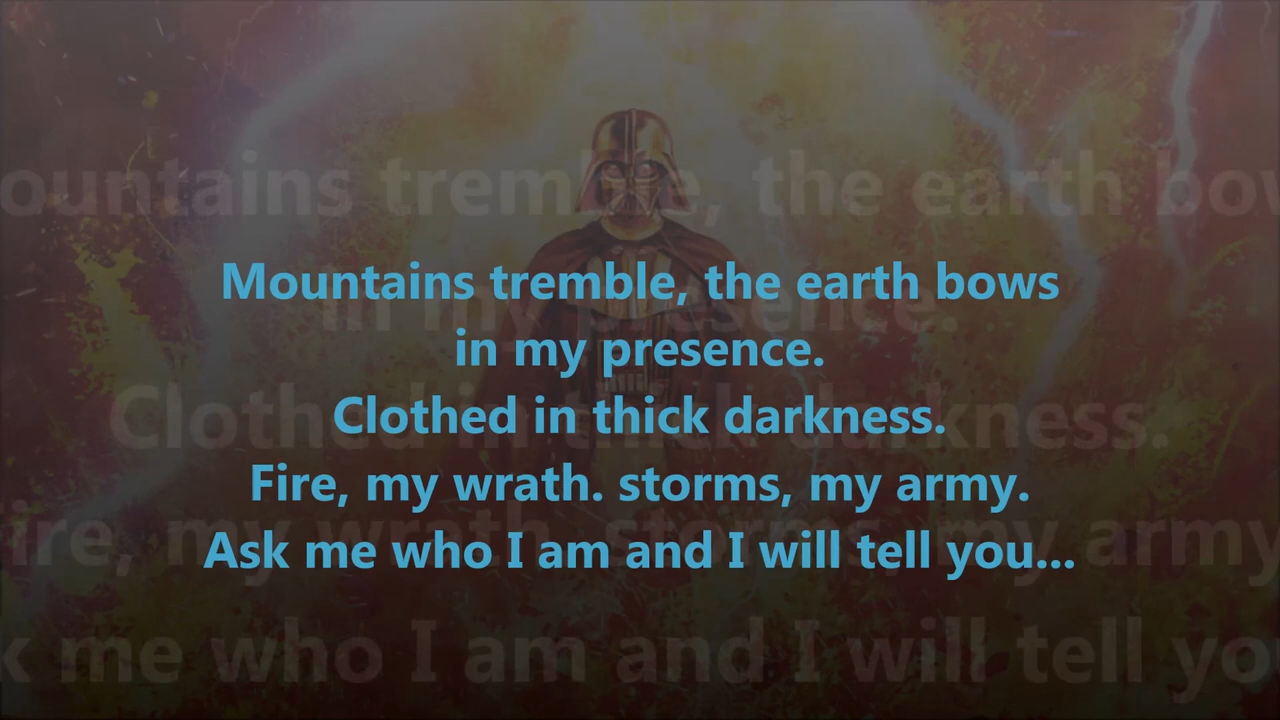 Mountains tremble, the earth bows
in my presence.
Clothed in thick darkness.
Fire, my wrath. storms, my army.
Ask me who I am and I will tell you...